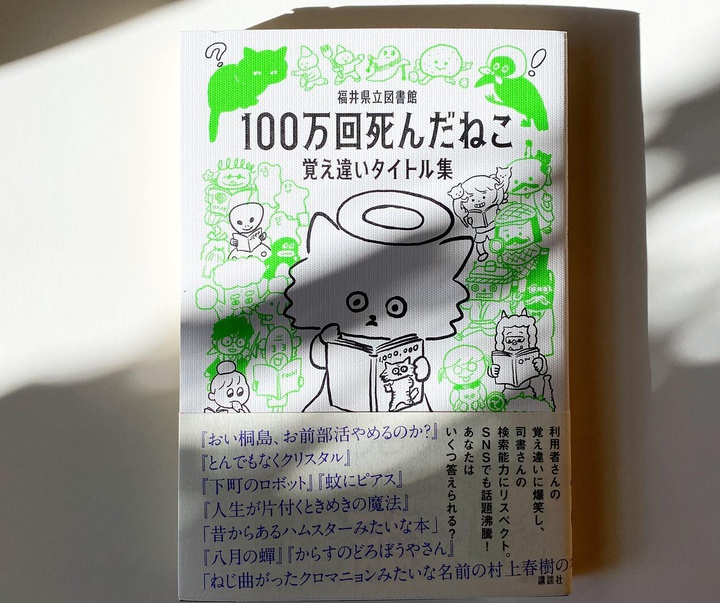 ?
!
福井県立図書館
100万回死んだねこ
覚え違いタイトル集
1,000,000
『おい桐島、お前部活やめるのか?』
『とんでもなくクリスタル』
『下町のロボット』『蚊にピアス』
『人生が片付くときめきの魔法』
「昔からあるハムスターみたいな本」
『八月の蟬』『からすのどろぼうやさん』
「ねじ曲がったクロマニョンみたいな名前の村上春樹の
利用者さんの
覚え違いに爆笑し、
司書さんの
検索能力にリスペクト。
SNSでも話題沸騰!
あなたは
いくつ答えられる?
講談社